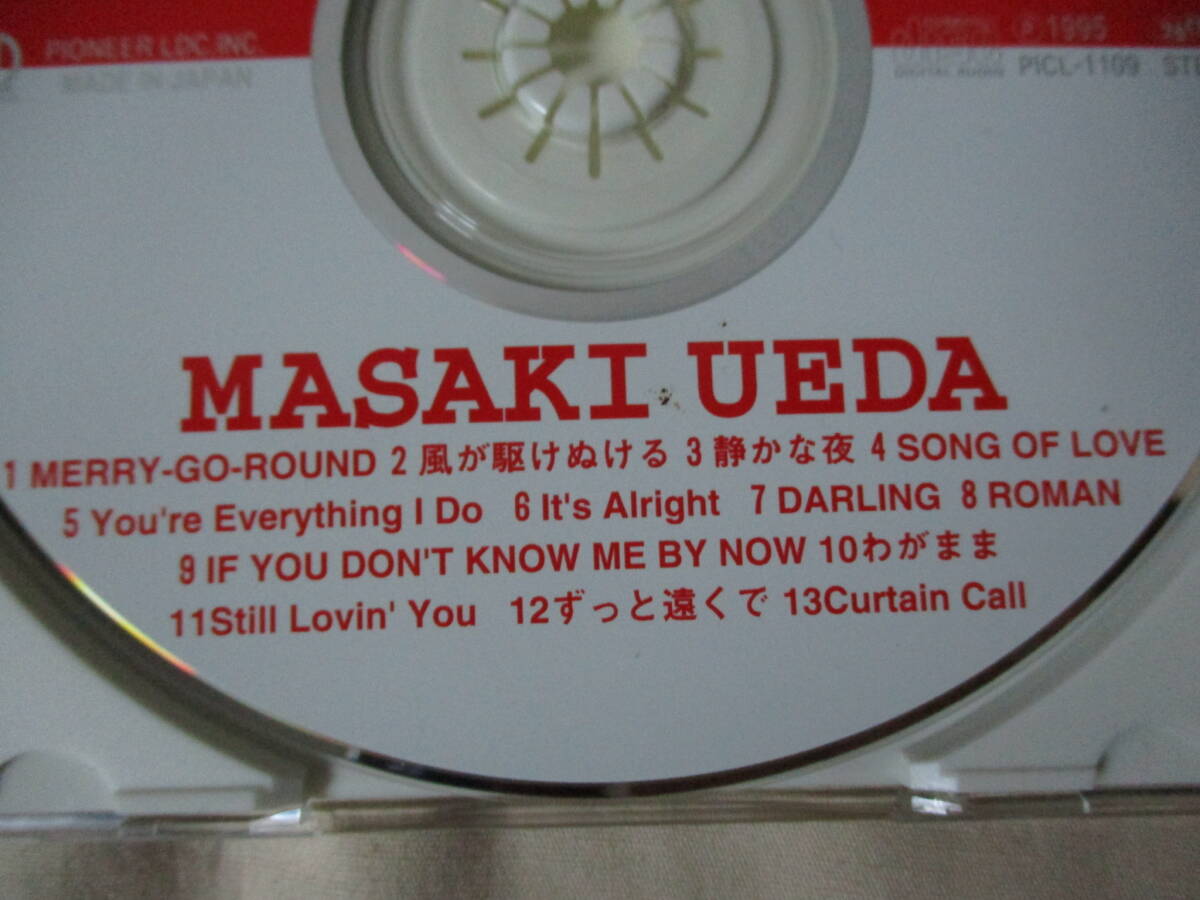 PIONEER LDC, INC.
MADE IN JAPAN
℗ 1995
DIGITAL AUDIO PICL-1109
MASAKI UEDA
1 MERRY-GO-ROUND 2 風が駆けぬける 3 静かな夜 4 SONG OF LOVE
5 You're Everything I Do 6 It's Alright 7 DARLING 8 ROMAN
9 IF YOU DON'T KNOW ME BY NOW 10わがまま
11Still Lovin' You 12ずっと遠くで 13Curtain Call